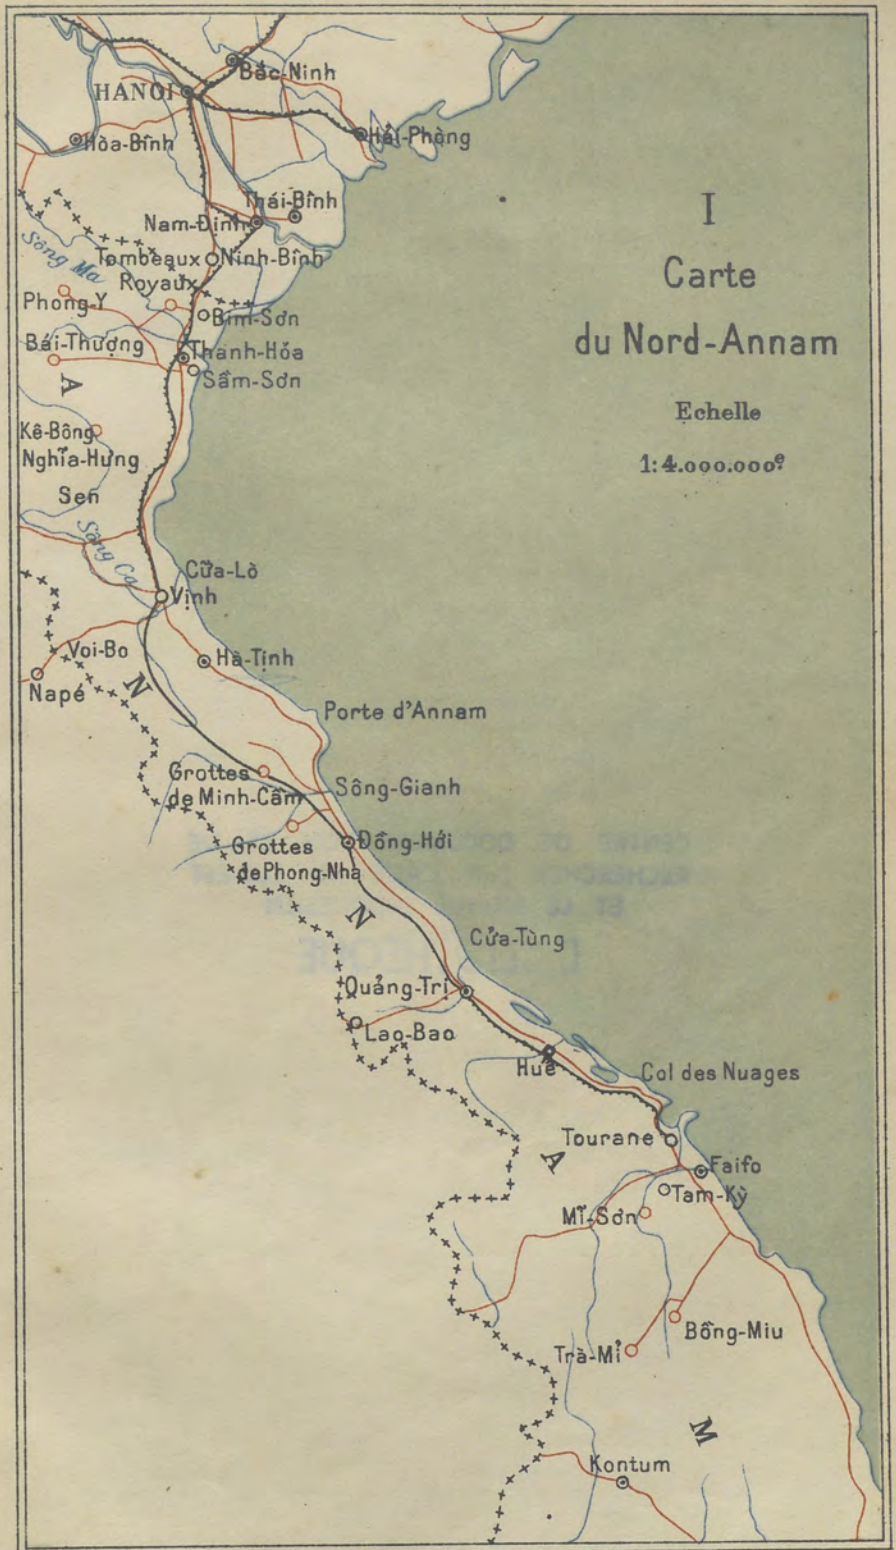 I
Carte
du Nord-Annam
Echelle
1:4.000.000e
HANOI
Bắc-Ninh
Hòa-Bình
Hải-Phòng
Thái-Bình
Nam-Định
Sông Ma
Tombeaux
Royaux
Ninh-Bình
Phong-Y
Bỉm-Sơn
Bái-Thượng
Thanh-Hóa
Sầm-Sơn
A
Kê-Bông
Nghĩa-Hưng
Sen
Sông Cả
Cửa-Lò
Vịnh
Voi-Bo
Hà-Tịnh
Napé
N
Porte d'Annam
Grottes
de Minh-Cầm
Sông-Gianh
Grottes
de Phong-Nha
Đồng-Hới
N
Cửa-Tùng
Quảng-Trị
Lao-Bao
Huế
Col des Nuages
Tourane
A
Faifo
Tam-Kỳ
Mĩ-Sơn
Bồng-Miu
Trà-Mỉ
M
Kontum